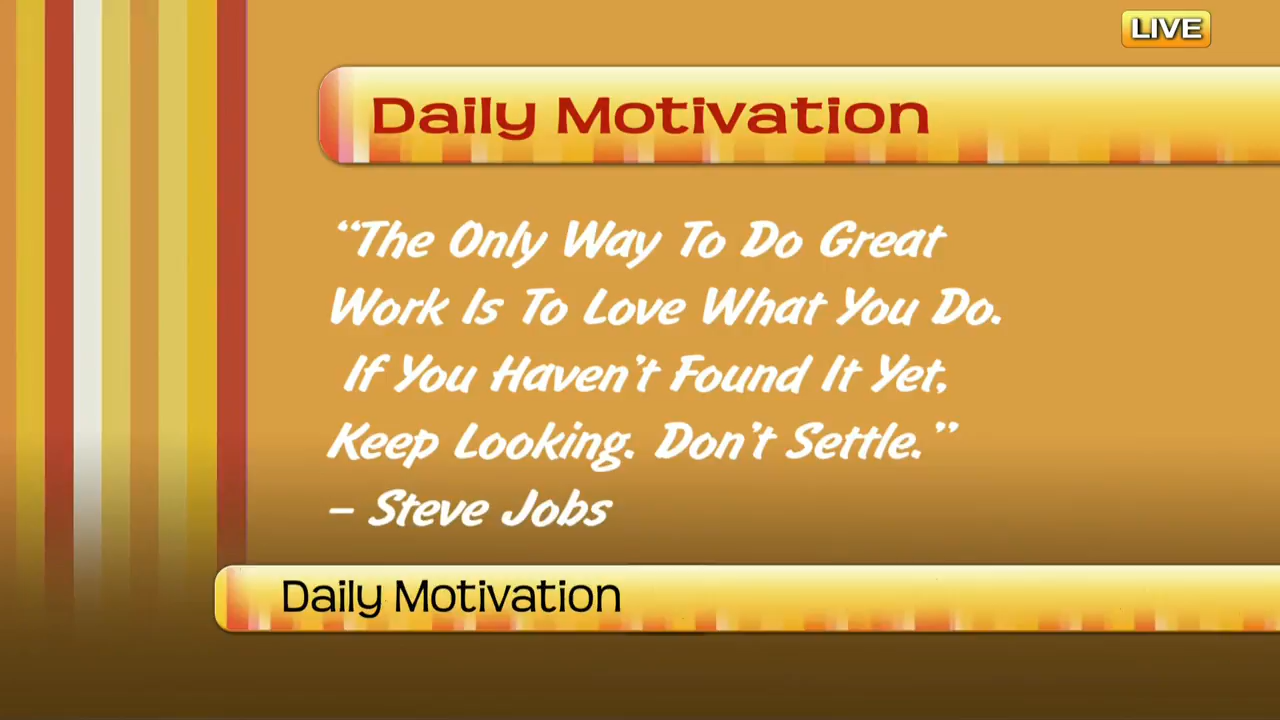 LIVE
Daily Motivation
“The Only Way To Do Great
Work Is To Love What You Do.
If You Haven’t Found It Yet,
Keep Looking. Don’t Settle.”
– Steve Jobs
Daily Motivation